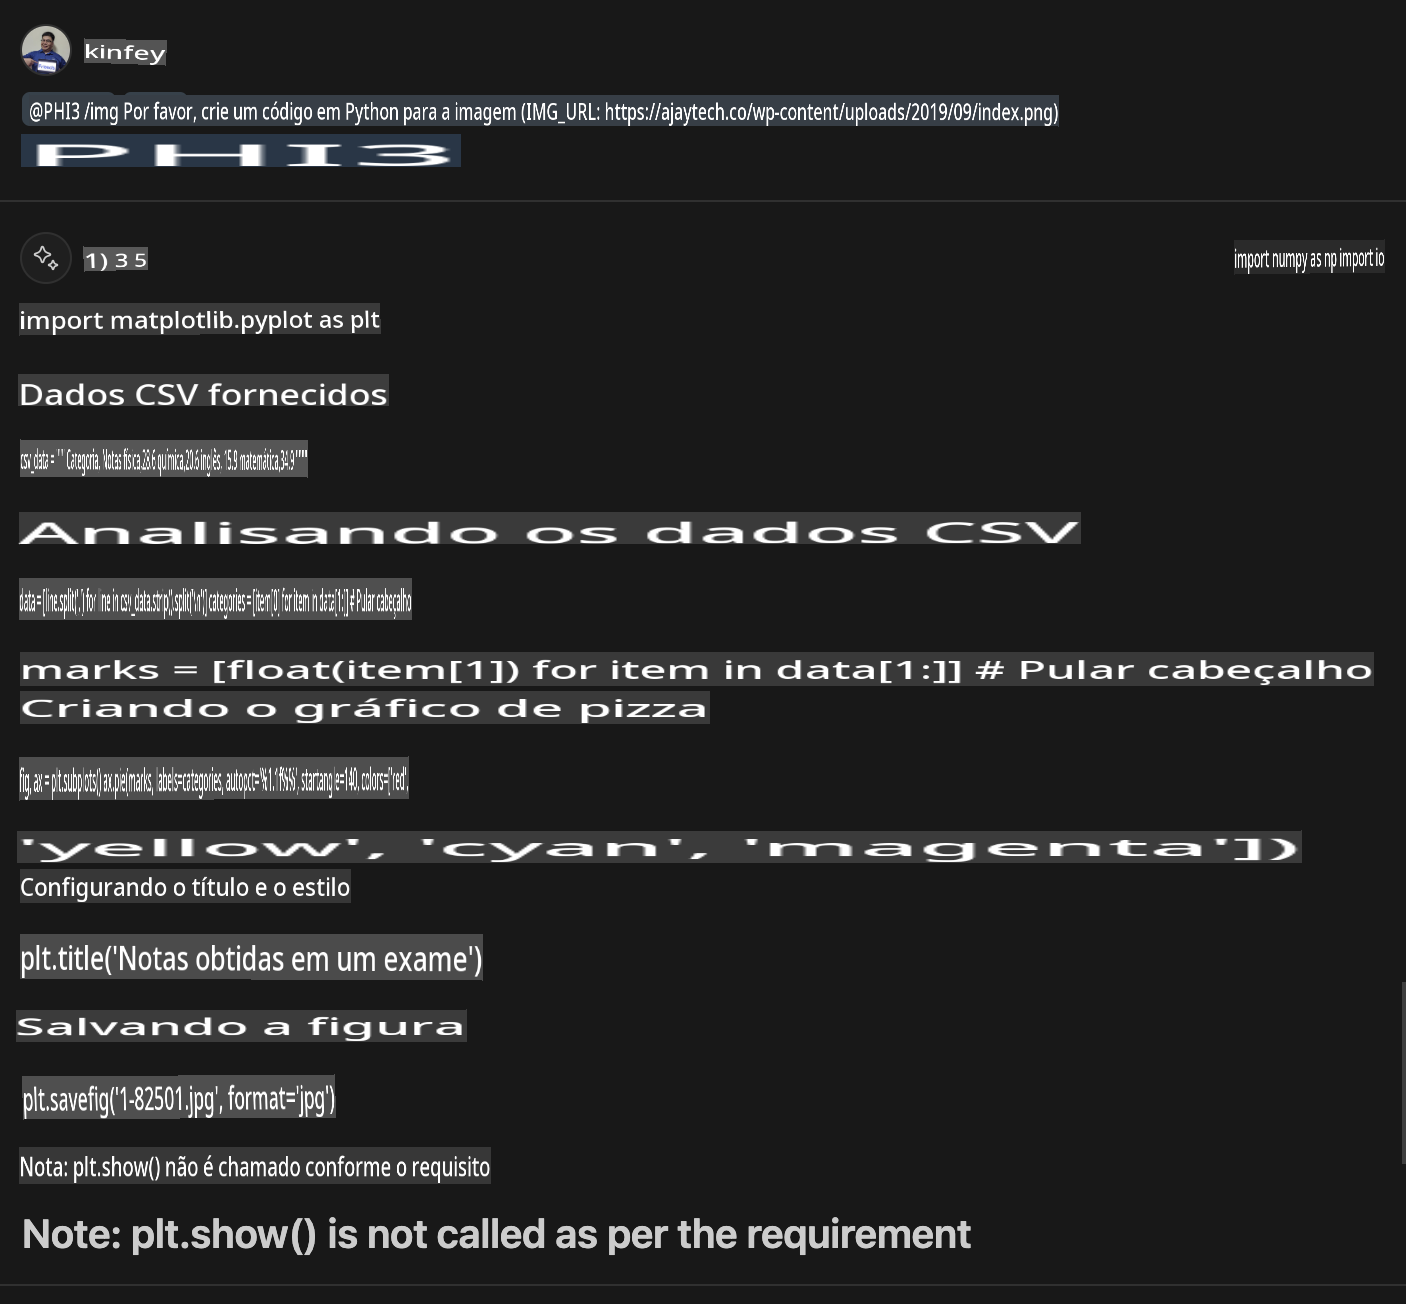 kinfey
@PHI3 /img Por favor, crie um código em Python para a imagem (IMG_URL: https://ajaytech.co/wp-content/uploads/2019/09/index.png)
PHI3
1) 3 5
import numpy as np import io
import matplotlib.pyplot as plt
Dados CSV fornecidos
csv_data = """ Categoria, Notas física,28.6 química,20.6 inglês, 15.9 matemática,34.9 """"
Analisando os dados CSV
data = [line.split(',') for line in csv_data.strip().split('\n')] categories = [item[0] for item in data[1:]] # Pular cabeçalho
marks = [float(item[1]) for item in data[1:]] # Pular cabeçalho
Criando o gráfico de pizza
fig, ax = plt.subplots() ax.pie(marks, labels=categories, autopct='%1.1f%%', startangle=140, colors=['red',
'yellow', 'cyan', 'magenta'])
Configurando o título e o estilo
plt.title('Notas obtidas em um exame')
Salvando a figura
plt.savefig('1-82501.jpg', format='jpg')
Nota: plt.show() não é chamado conforme o requisito
Note: plt.show() is not called as per the requirement